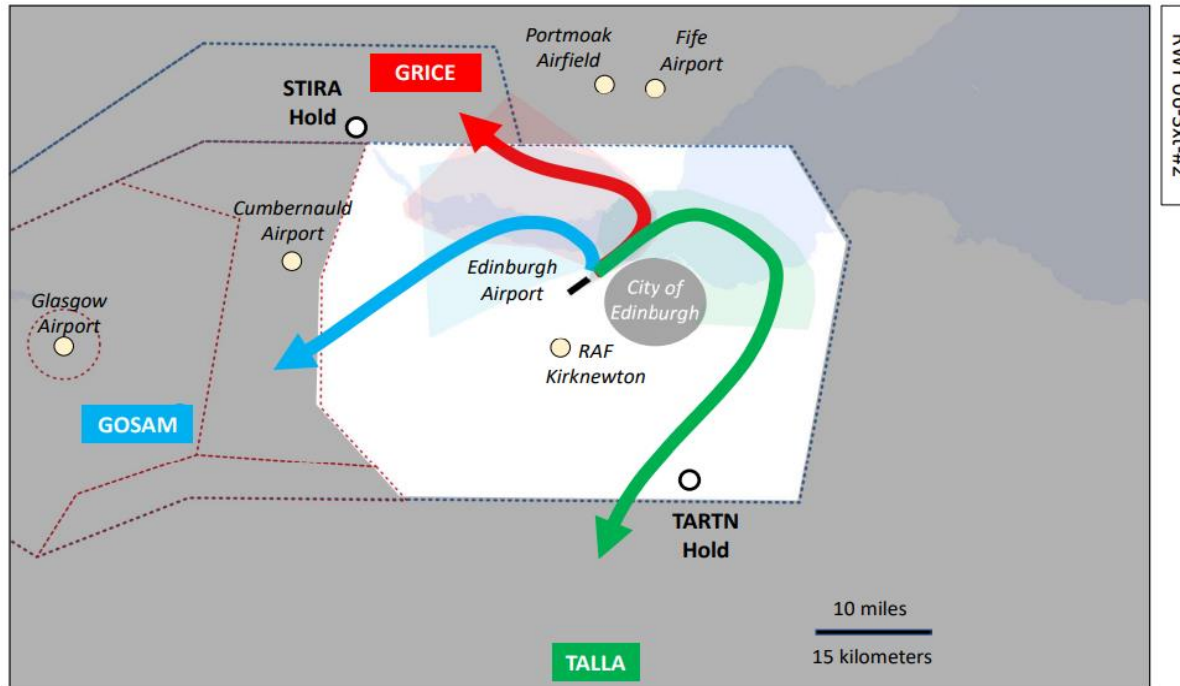 Portmoak
Airfield
Fife
Airport
GRICE
STIRA
Hold
Cumbernauld
Airport
Edinburgh
Airport
City of
Edinburgh
Glasgow
Airport
RAF
Kirknewton
GOSAM
TARTN
Hold
10 miles
15 kilometers
TALLA